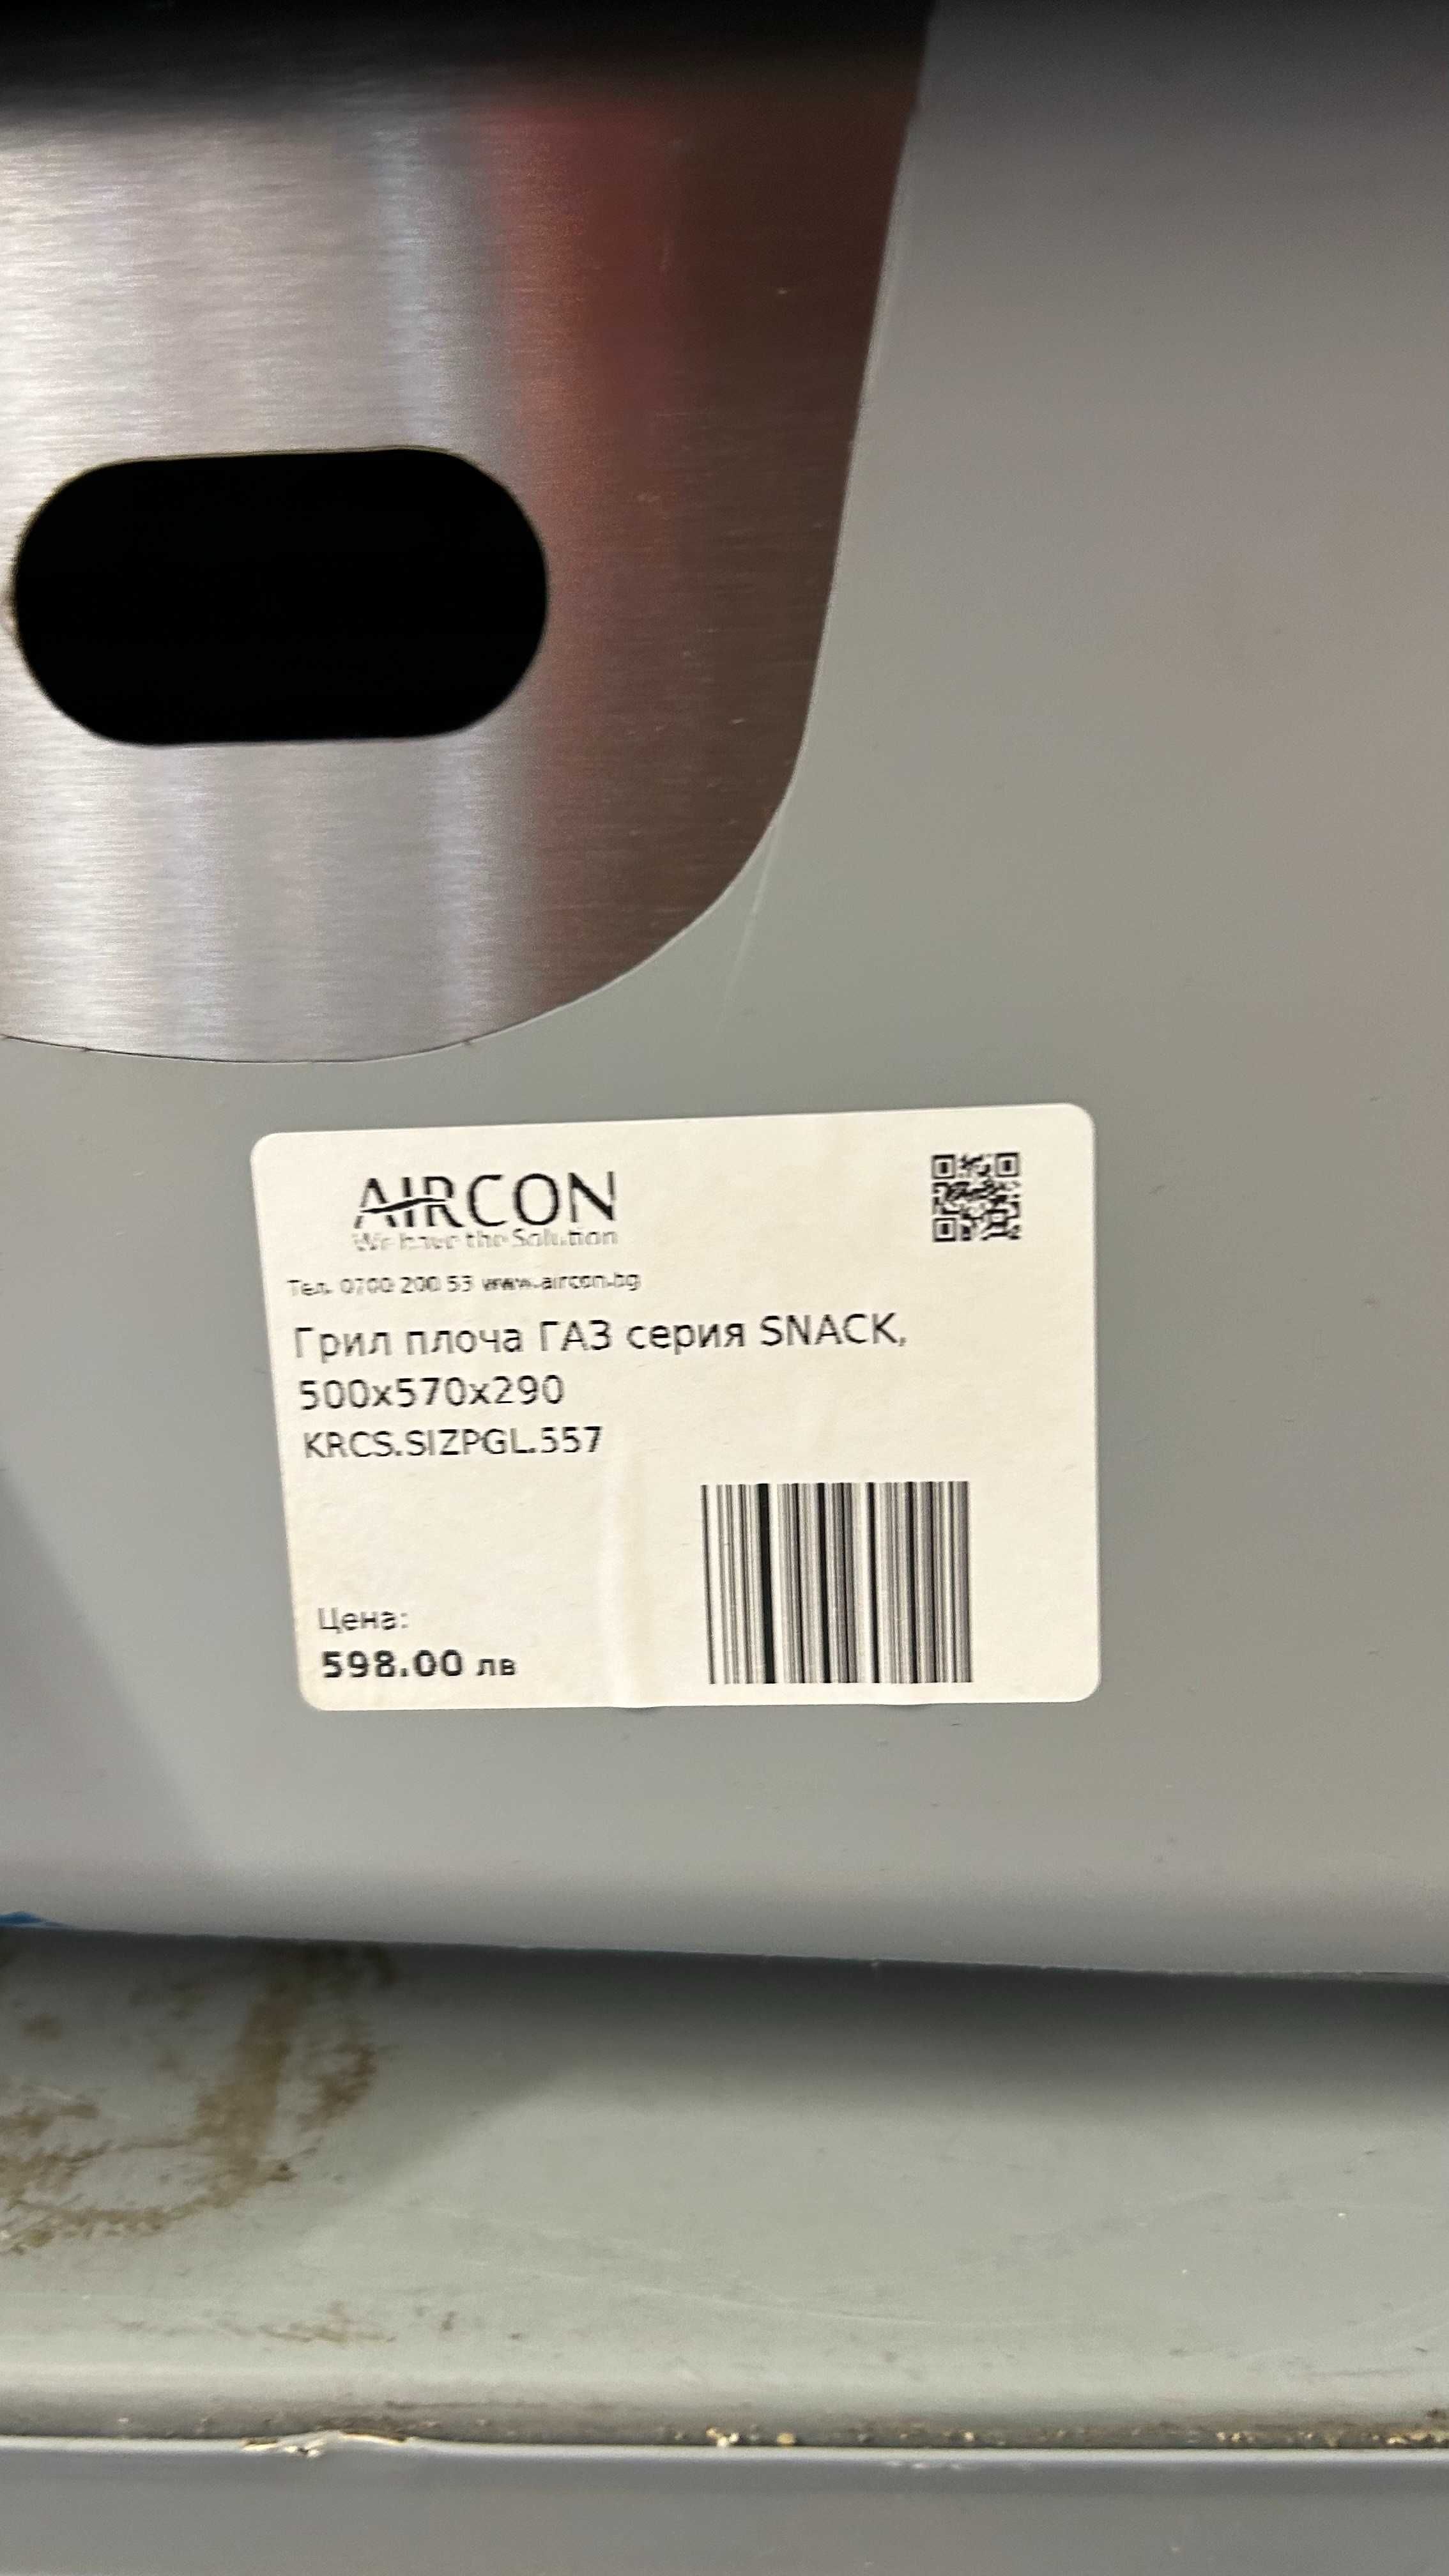 AIRCON
We have the Solution
Тел. 0700 200 53 www.aircon.bg
Грил плоча ГАЗ серия SNACK,
500x570x290
KRCS.SIZPGL.557
Цена:
598.00 лв